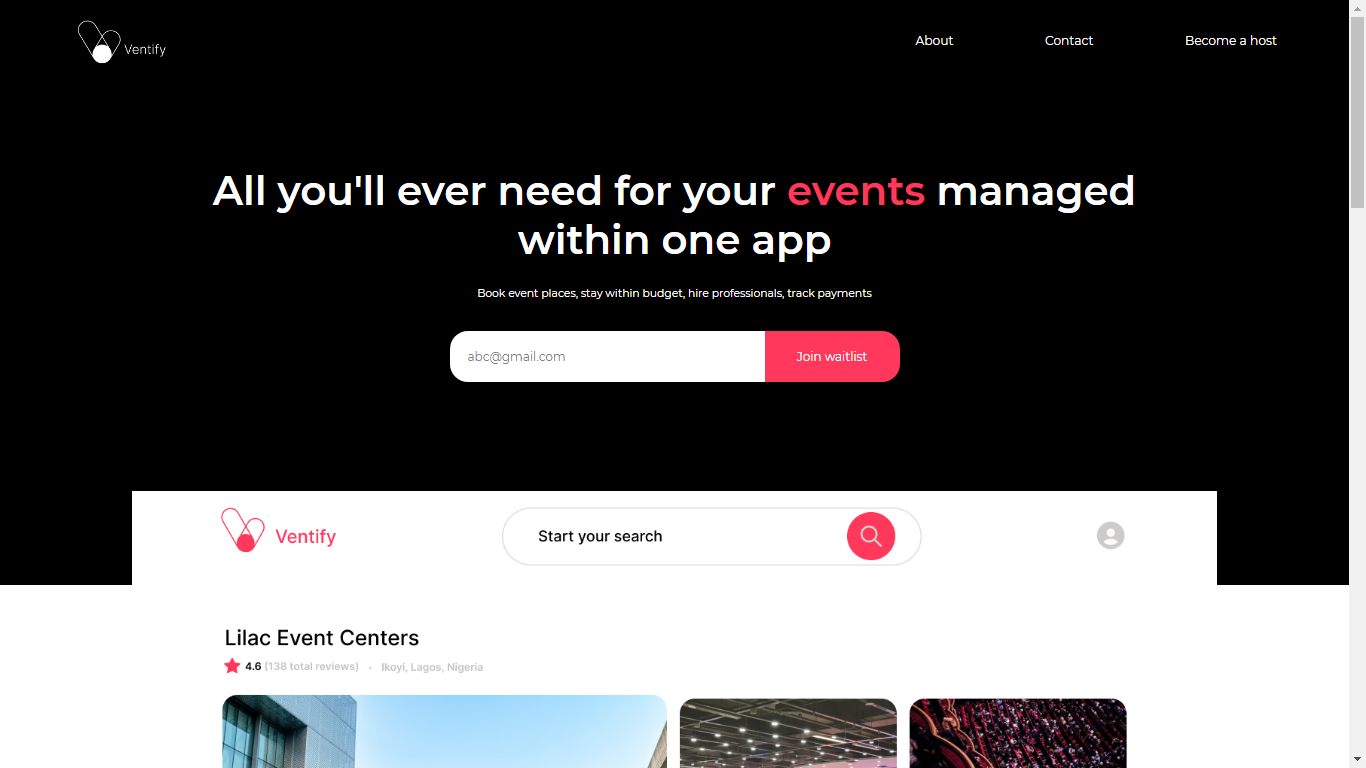 Ventify
About
Contact
Become a host
All you'll ever need for your events managed
within one app
Book event places, stay within budget, hire professionals, track payments
abc@gmail.com
Join waitlist
Ventify
Start your search
Lilac Event Centers
4.6 (138 total reviews) · Ikoyi, Lagos, Nigeria